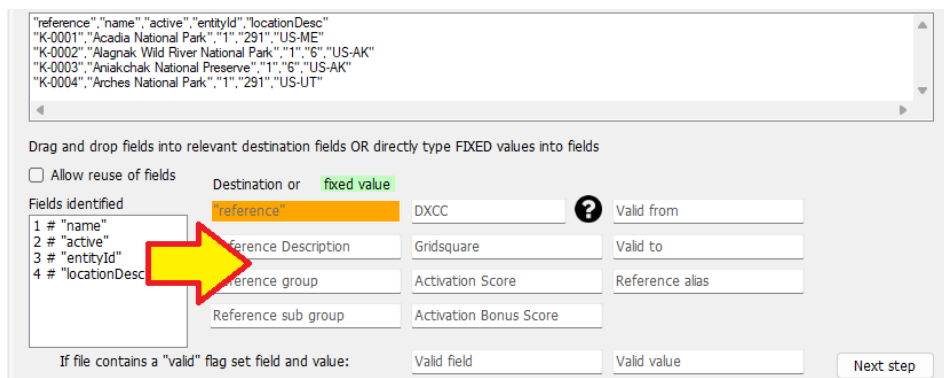 "reference","name","active","entityId","locationDesc"
"K-0001","Acadia National Park","1","291","US-ME"
"K-0002","Alagnak Wild River National Park","1","6","US-AK"
"K-0003","Aniakchak National Preserve","1","6","US-AK"
"K-0004","Arches National Park","1","291","US-UT"
Drag and drop fields into relevant destination fields OR directly type FIXED values into fields
Allow reuse of fields
Destination or fixed value
Fields identified
"reference" DXCC ? Valid from
1 # "name"
2 # "active"
3 # "entityId"
4 # "locationDesc
Reference Description Gridsquare Valid to
Reference group Activation Score Reference alias
Reference sub group Activation Bonus Score
If file contains a "valid" flag set field and value: Valid field Valid value
Next step